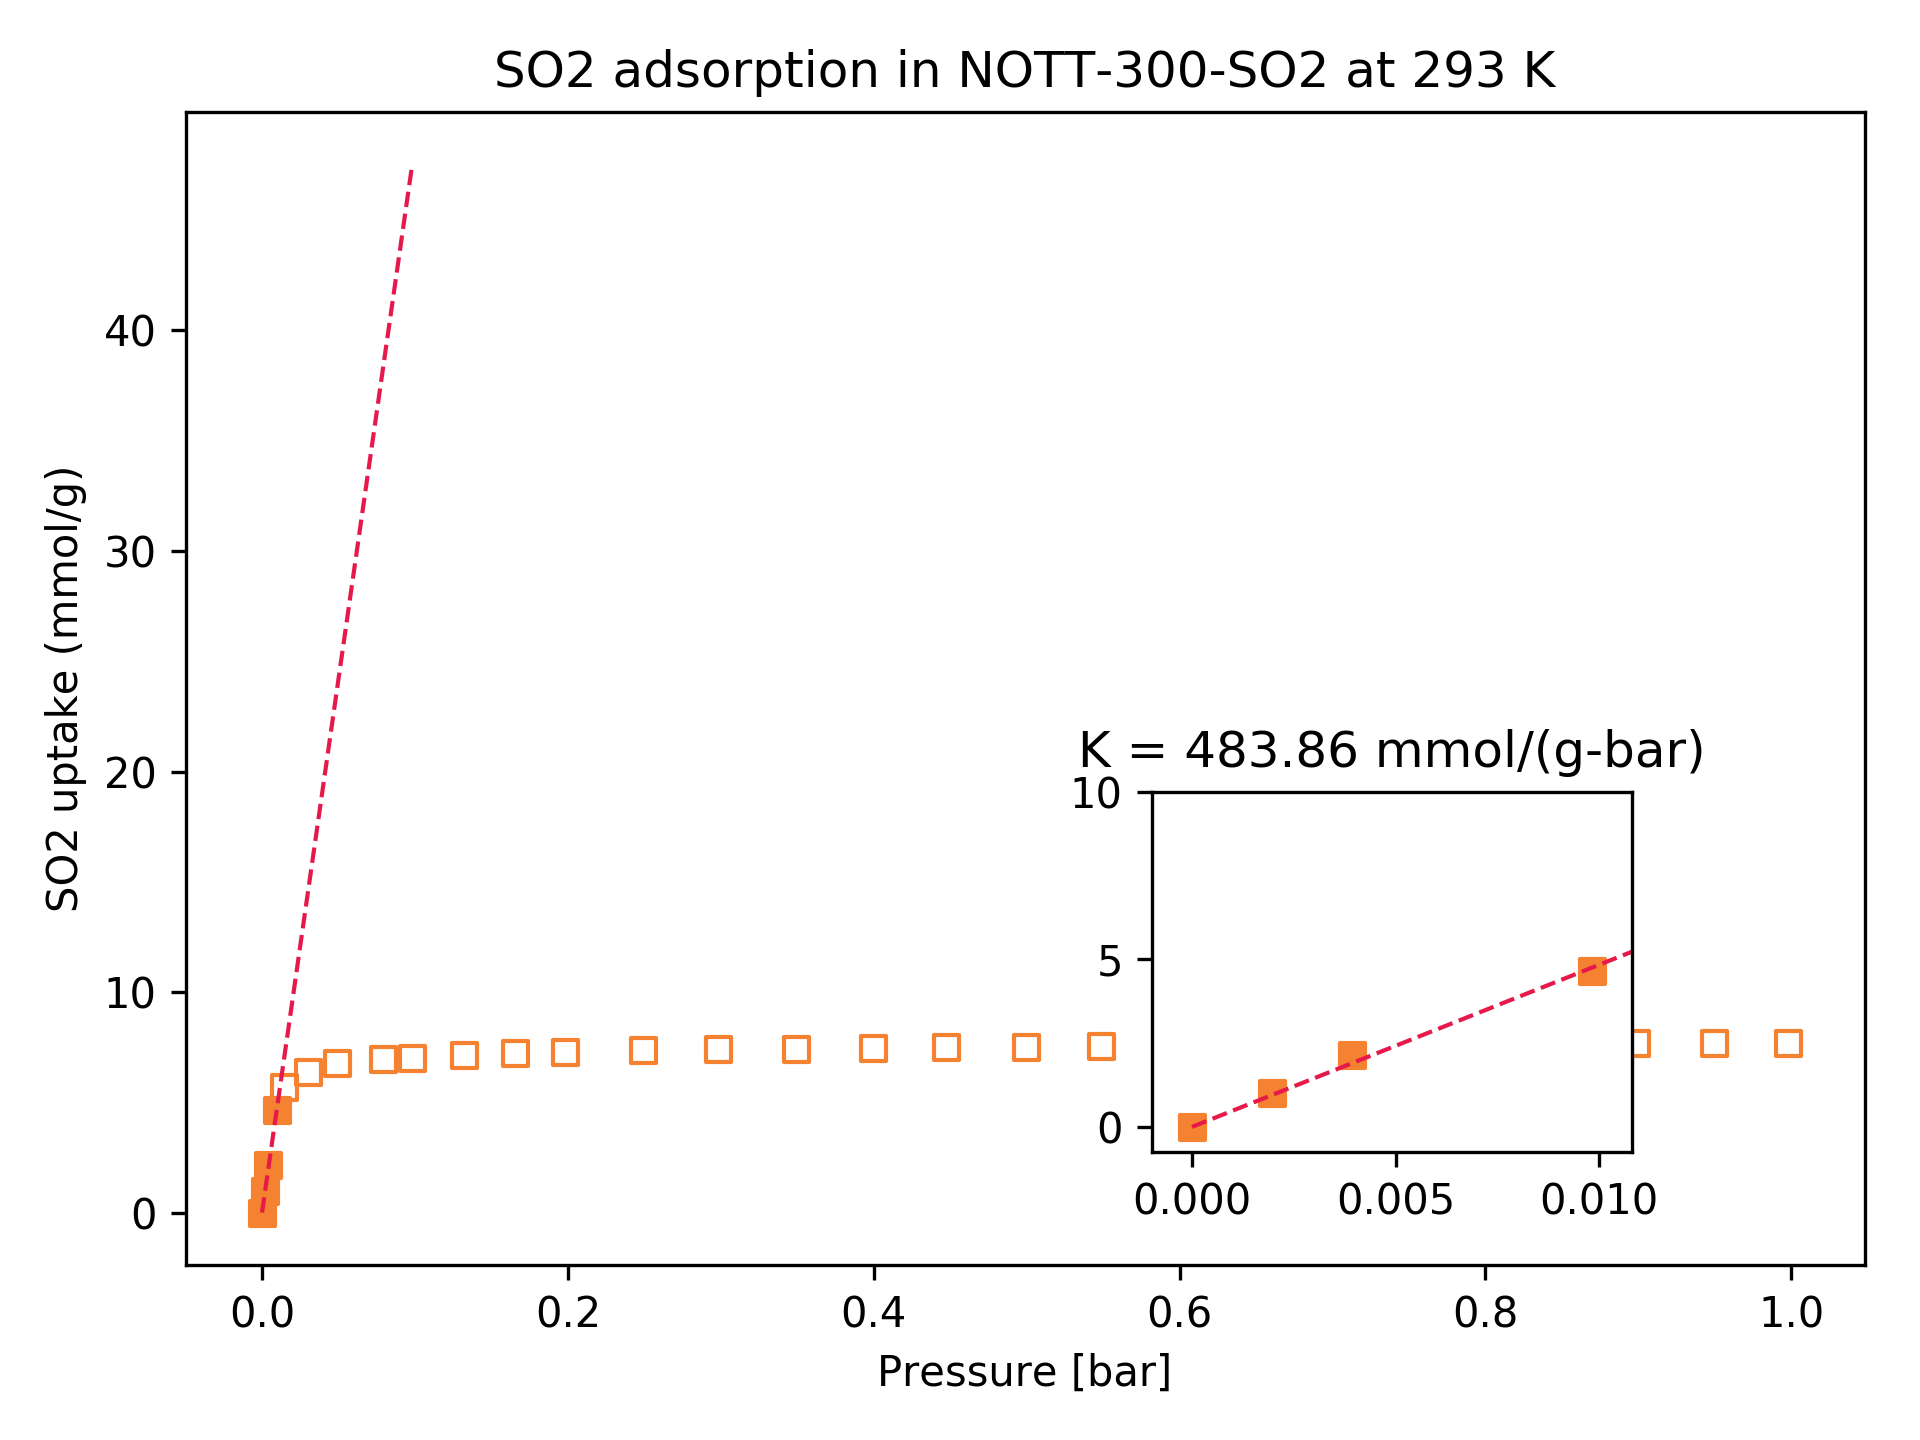 SO2 adsorption in NOTT-300-SO2 at 293 K
40
30
20
10
0
SO2 uptake (mmol/g)
K = 483.86 mmol/(g-bar)
10
5
0
0.000 0.005 0.010
0.0 0.2 0.4 0.6 0.8 1.0
Pressure [bar]